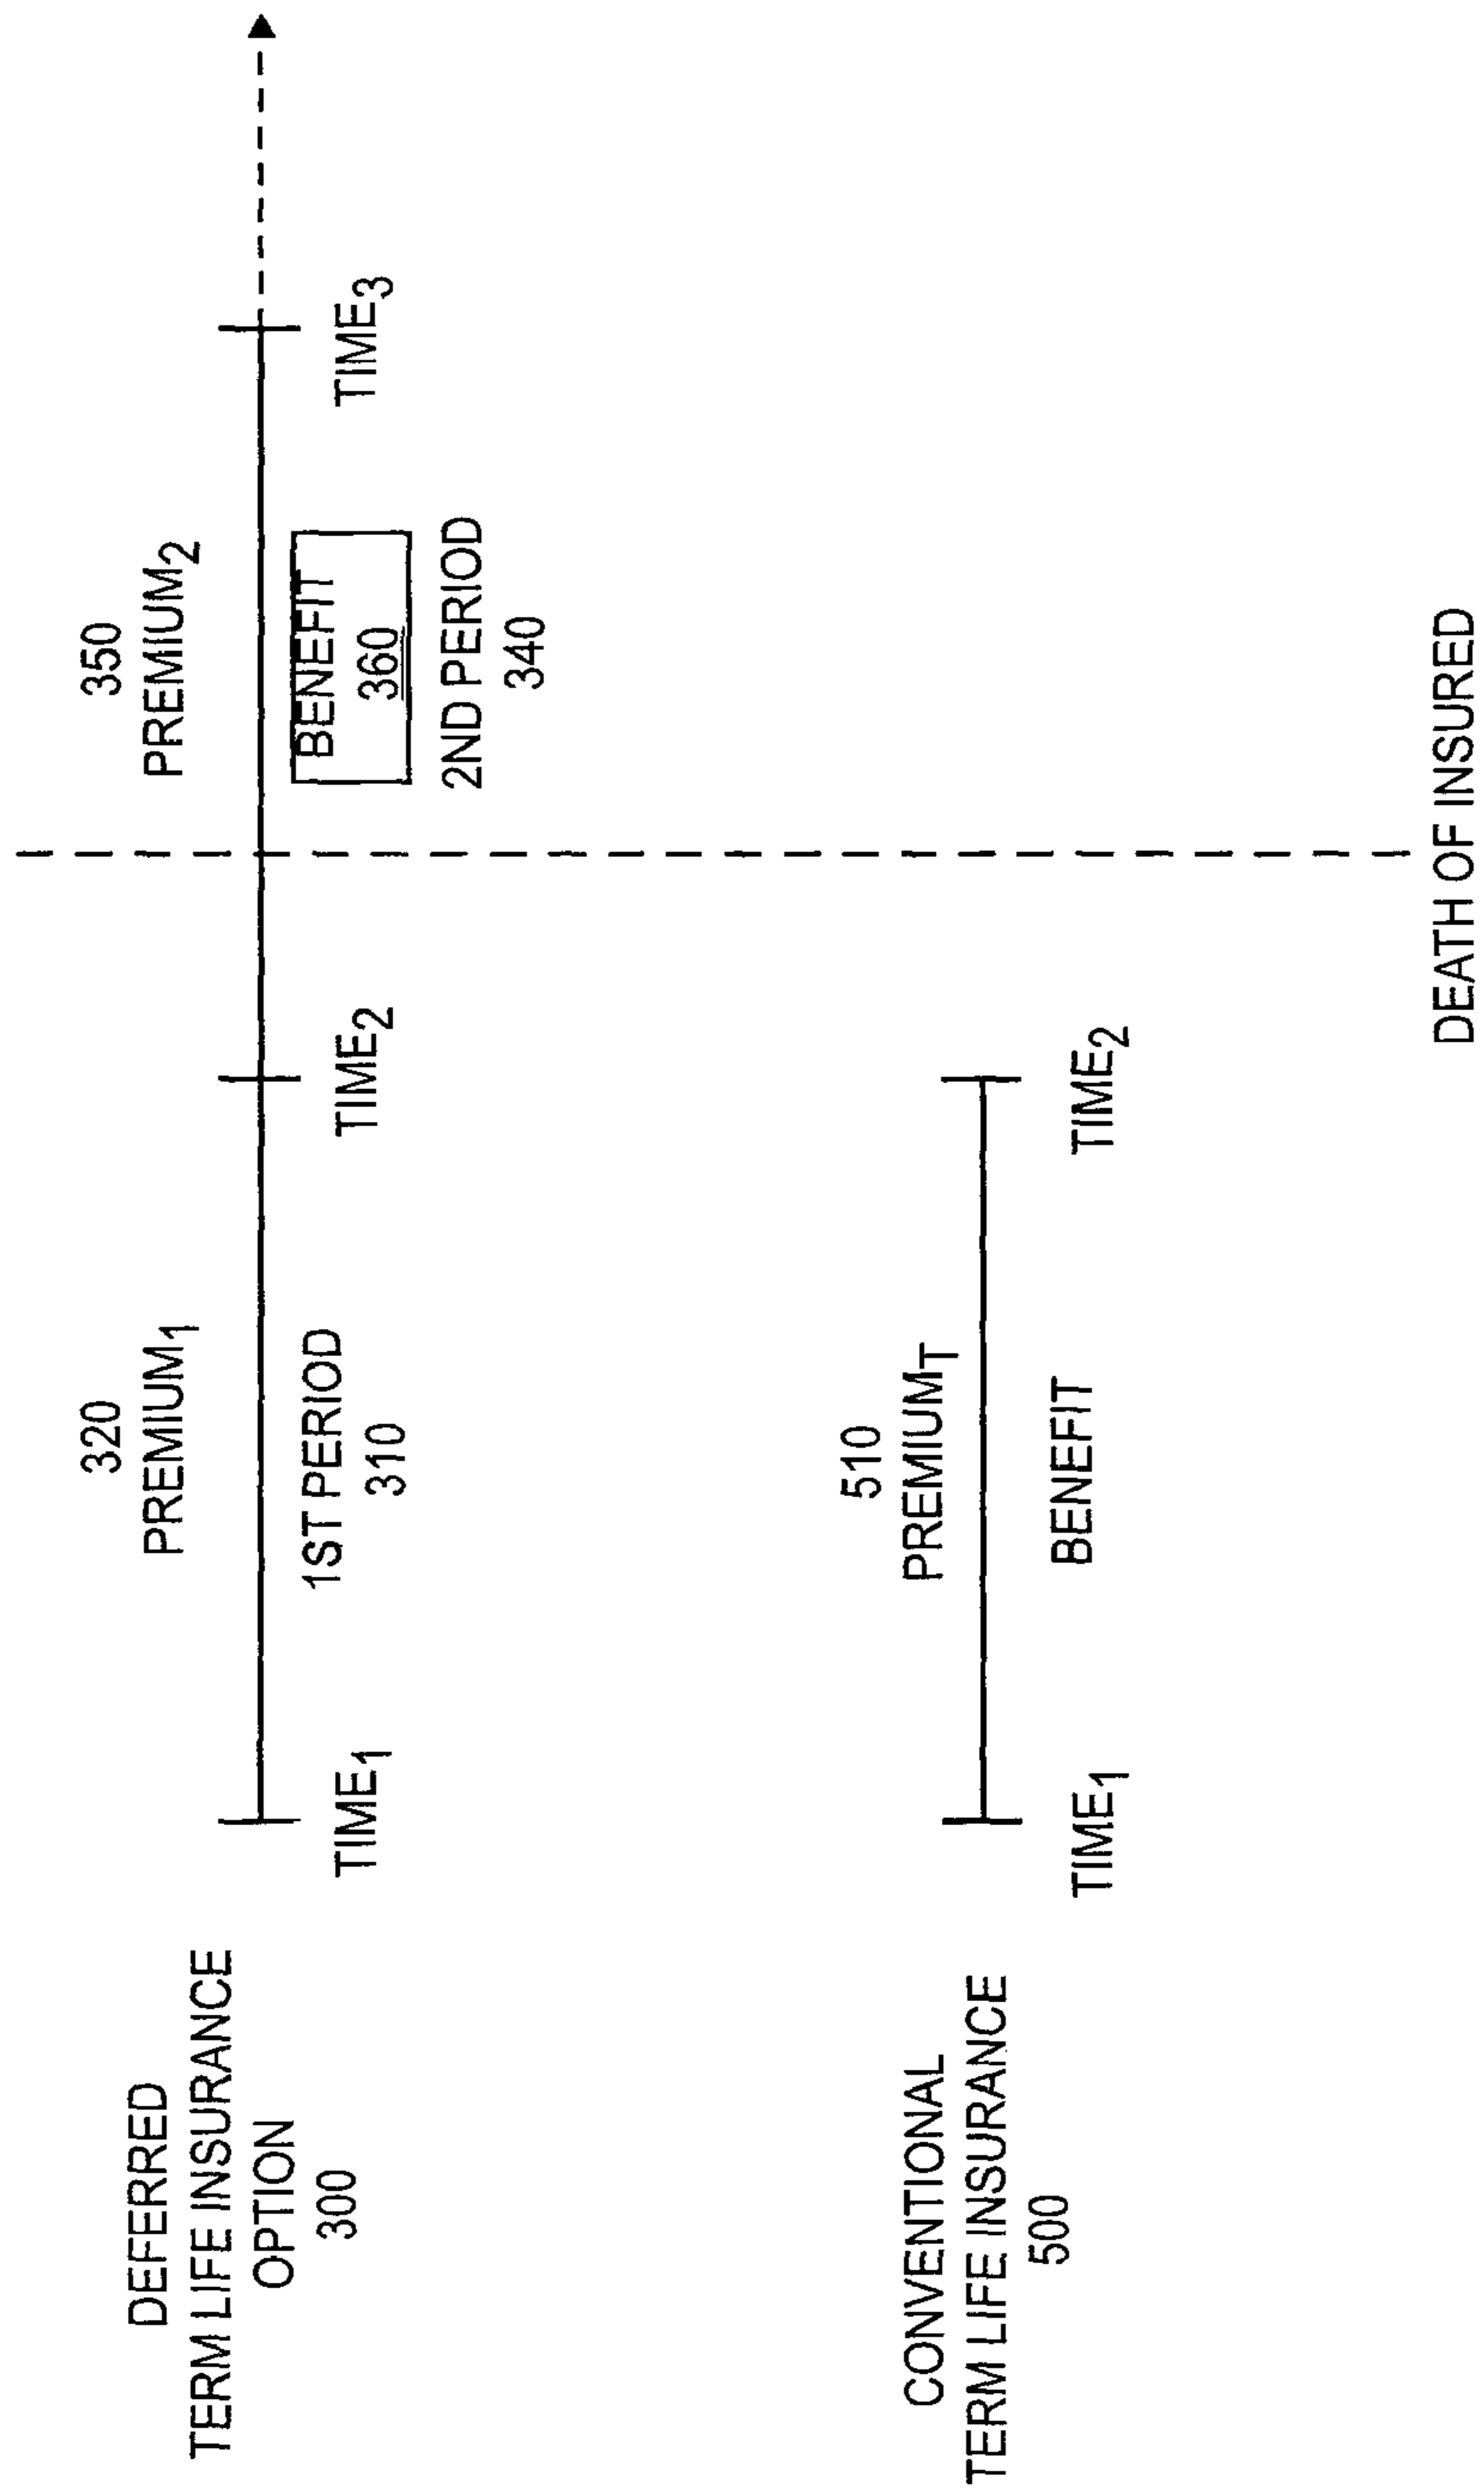 DEFERRED
TERM LIFE INSURANCE
OPTION
300
320
PREMIUM1
350
PREMIUM2
1ST PERIOD
310
BENEFIT
360
2ND PERIOD
340
TIME1
TIME2
TIME3
CONVENTIONAL
TERM LIFE INSURANCE
500
510
PREMIUMT
BENEFIT
TIME1
TIME2
DEATH OF INSURED